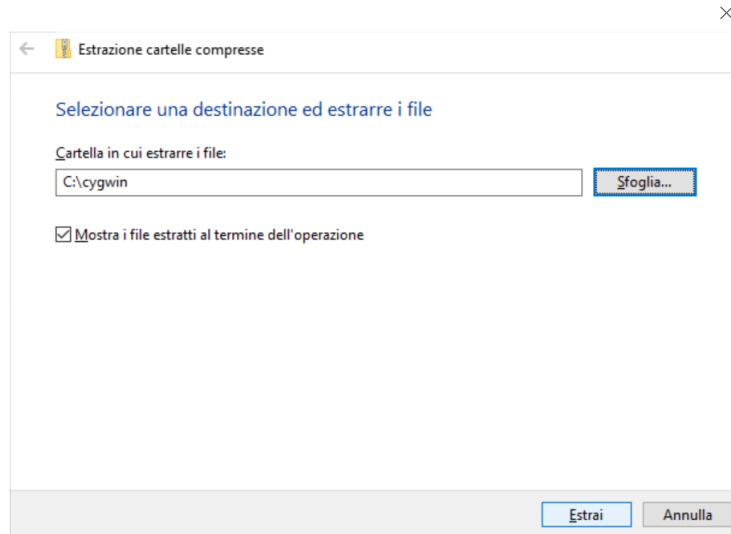 Estrazione cartelle compresse
Selezionare una destinazione ed estrarre i file
Cartella in cui estrarre i file:
C:\cygwin
Sfoglia...
Mostra i file estratti al termine dell'operazione
Estrai
Annulla